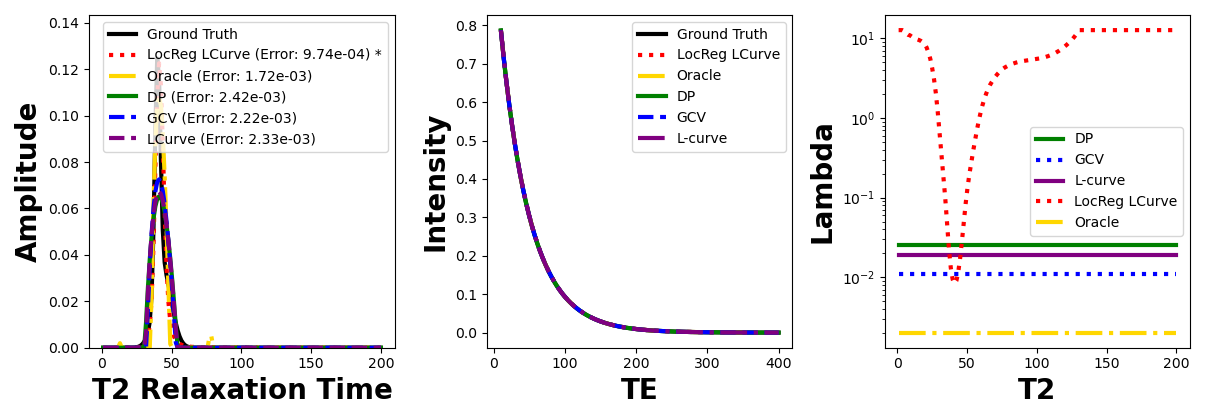 0.14
0.12
0.10
0.08
0.06
0.04
0.02
0.00
Amplitude
Ground Truth
LocReg LCurve (Error: 9.74e-04) *
Oracle (Error: 1.72e-03)
DP (Error: 2.42e-03)
GCV (Error: 2.22e-03)
LCurve (Error: 2.33e-03)
0 50 100 150 200
T2 Relaxation Time
0.8
0.7
0.6
0.5
0.4
0.3
0.2
0.1
0.0
Intensity
Ground Truth
LocReg LCurve
Oracle
DP
GCV
L-curve
0 100 200 300 400
TE
10¹
10⁰
10⁻¹
10⁻²
Lambda
DP
GCV
L-curve
LocReg LCurve
Oracle
0 50 100 150 200
T2